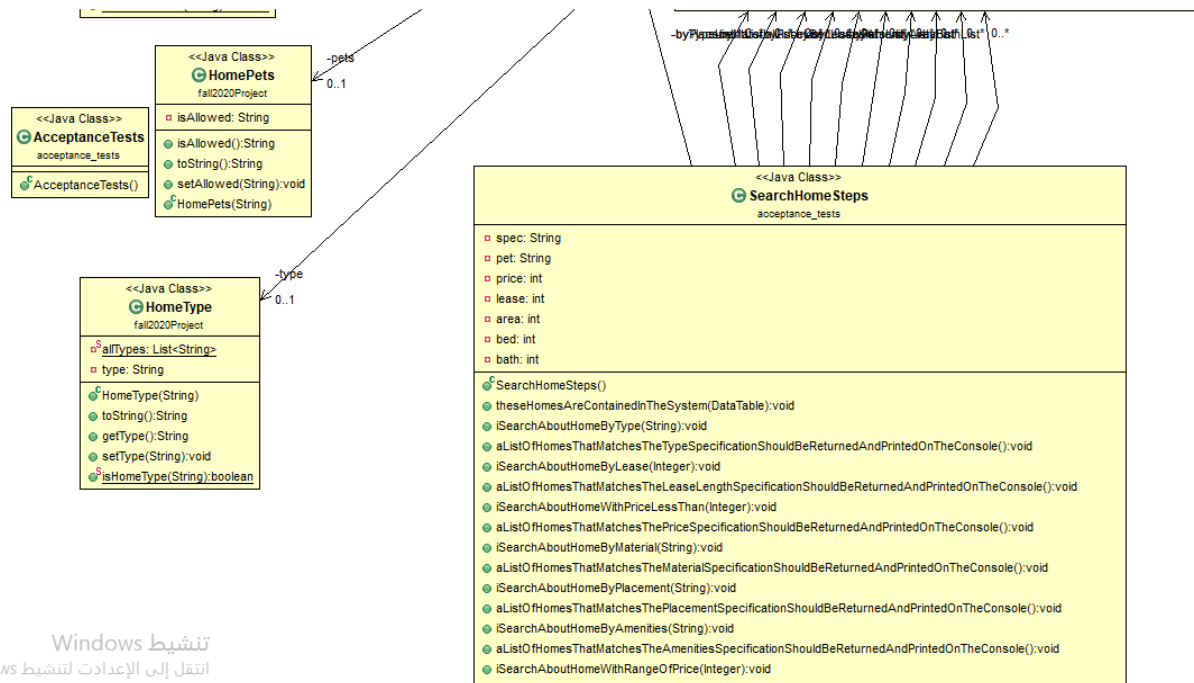 -pets
0..1
<<Java Class>>
HomePets
fall2020Project
isAllowed: String
isAllowed():String
toString():String
setAllowed(String):void
HomePets(String)
<<Java Class>>
AcceptanceTests
acceptance_tests
AcceptanceTests()
-type
0..1
<<Java Class>>
HomeType
fall2020Project
allTypes: List<String>
type: String
HomeType(String)
toString():String
getType():String
setType(String):void
isHomeType(String):boolean
0..*
<<Java Class>>
SearchHomeSteps
acceptance_tests
spec: String
pet: String
price: int
lease: int
area: int
bed: int
bath: int
SearchHomeSteps()
theseHomesAreContainedInTheSystem(DataTable):void
iSearchAboutHomeByType(String):void
aListOfHomesThatMatchesTheTypeSpecificationShouldBeReturnedAndPrintedOnTheConsole():void
iSearchAboutHomeByLease(Integer):void
aListOfHomesThatMatchesTheLeaseLengthSpecificationShouldBeReturnedAndPrintedOnTheConsole():void
iSearchAboutHomeWithPriceLessThan(Integer):void
aListOfHomesThatMatchesThePriceSpecificationShouldBeReturnedAndPrintedOnTheConsole():void
iSearchAboutHomeByMaterial(String):void
aListOfHomesThatMatchesTheMaterialSpecificationShouldBeReturnedAndPrintedOnTheConsole():void
iSearchAboutHomeByPlacement(String):void
aListOfHomesThatMatchesThePlacementSpecificationShouldBeReturnedAndPrintedOnTheConsole():void
iSearchAboutHomeByAmenities(String):void
aListOfHomesThatMatchesTheAmenitiesSpecificationShouldBeReturnedAndPrintedOnTheConsole():void
iSearchAboutHomeWithRangeOfPrice(Integer):void
تنشيط Windows
انتقل إلى الإعدادت لتنشيط ws